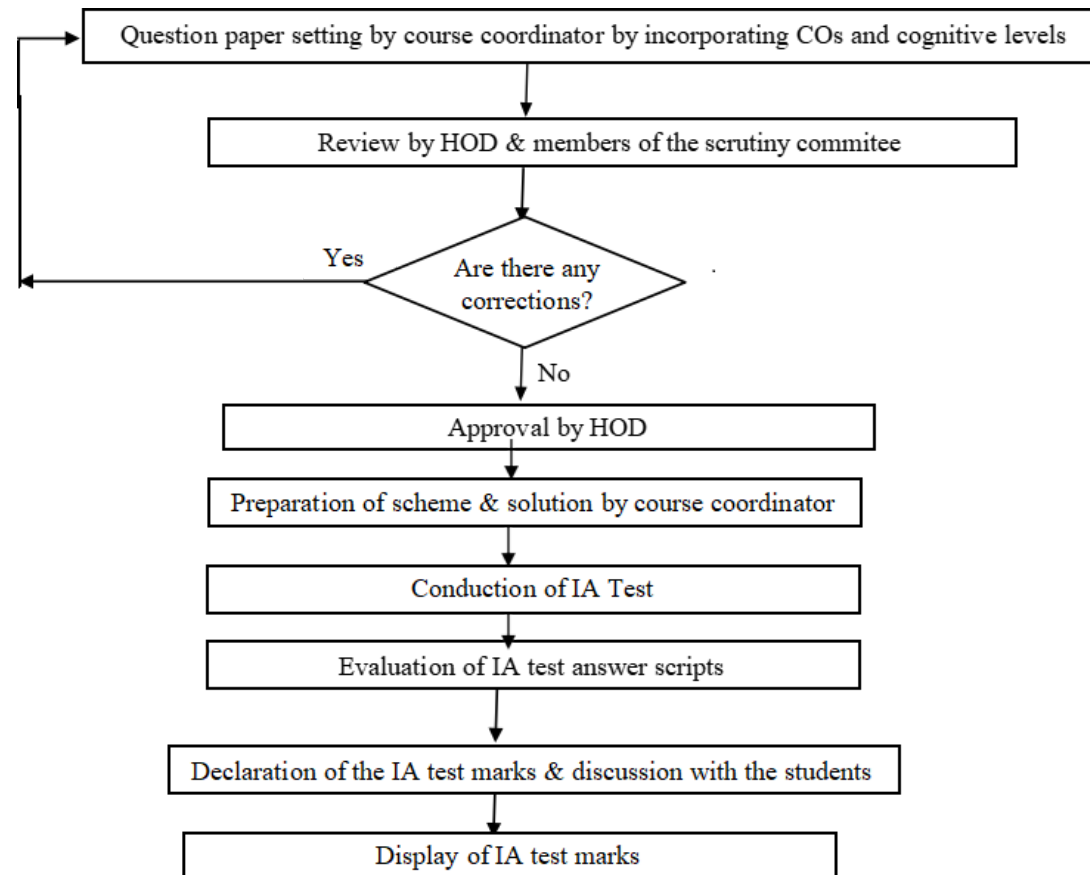 Question paper setting by course coordinator by incorporating COs and cognitive levels
Review by HOD & members of the scrutiny commitee
Yes
Are there any
corrections?
No
Approval by HOD
Preparation of scheme & solution by course coordinator
Conduction of IA Test
Evaluation of IA test answer scripts
Declaration of the IA test marks & discussion with the students
Display of IA test marks